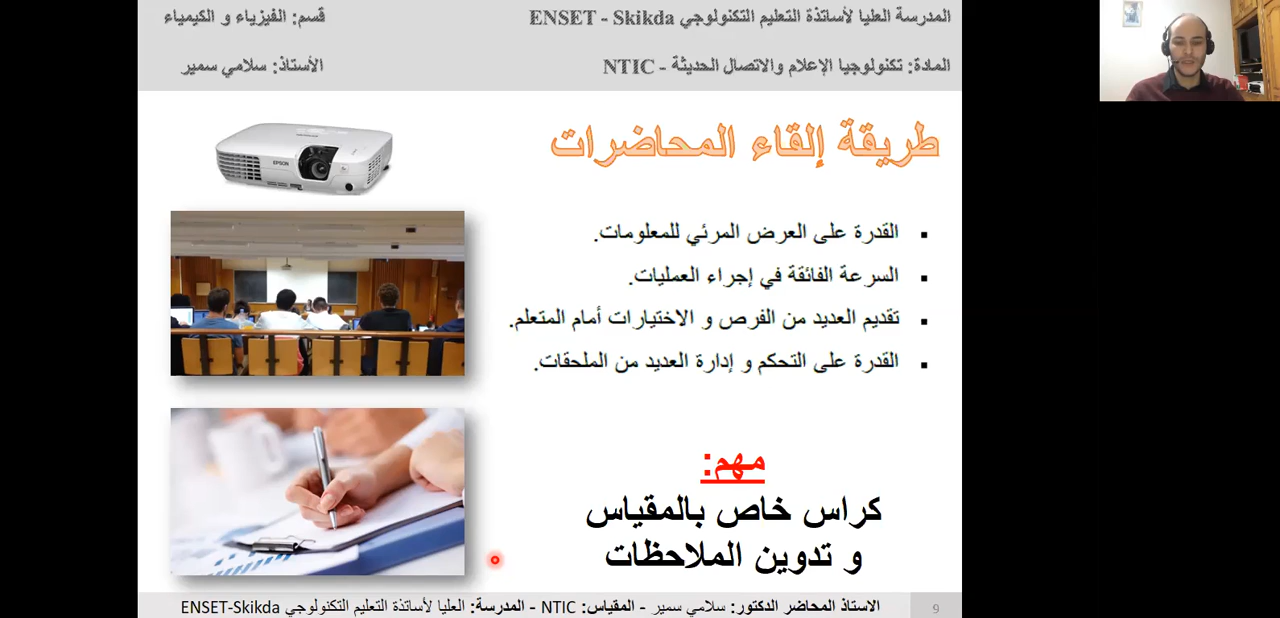 المدرسة العليا لأساتذة التعليم التكنولوجي ENSET - Skikda
قسم: الفيزياء و الكيمياء
المادة: تكنولوجيا الإعلام والاتصال الحديثة - NTIC
الأستاذ: سلامي سمير
طريقة إلقاء المحاضرات
EPSON
▪ القدرة على العرض المرئي للمعلومات.
▪ السرعة الفائقة في إجراء العمليات.
▪ تقديم العديد من الفرص و الاختيارات أمام المتعلم.
▪ القدرة على التحكم و إدارة العديد من الملحقات.
مهم:
كراس خاص بالمقياس
و تدوين الملاحظات
الاستاذ المحاضر الدكتور: سلامي سمير - المقياس: NTIC - المدرسة: العليا لأساتذة التعليم التكنولوجي ENSET-Skikda
9